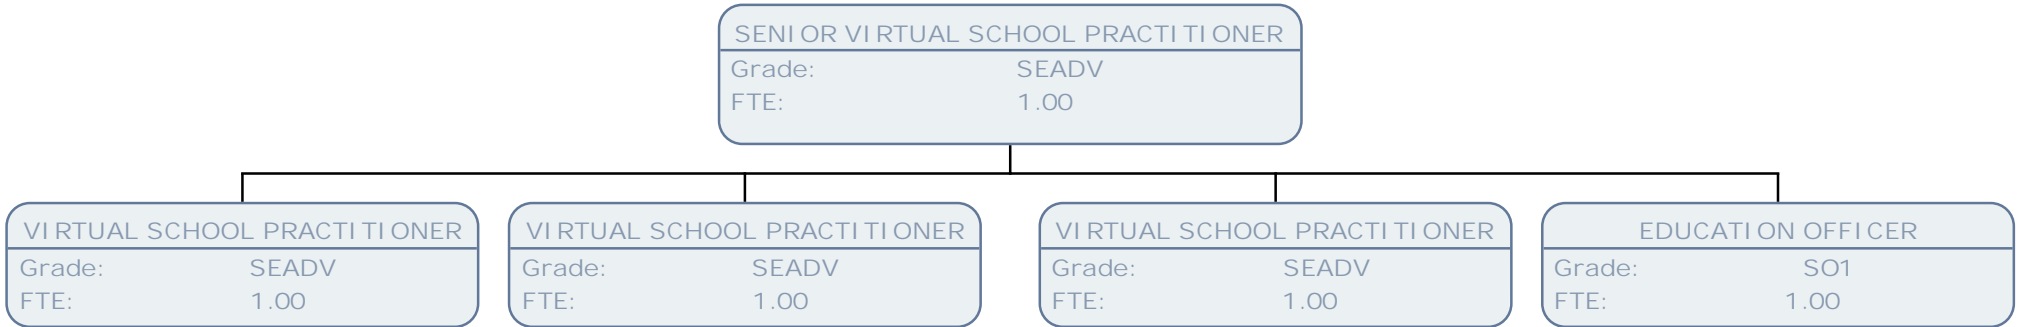 SENIOR VIRTUAL SCHOOL PRACTITIONER
Grade: SEADV
FTE: 1.00
VIRTUAL SCHOOL PRACTITIONER
Grade: SEADV
FTE: 1.00
VIRTUAL SCHOOL PRACTITIONER
Grade: SEADV
FTE: 1.00
VIRTUAL SCHOOL PRACTITIONER
Grade: SEADV
FTE: 1.00
EDUCATION OFFICER
Grade: SO1
FTE: 1.00